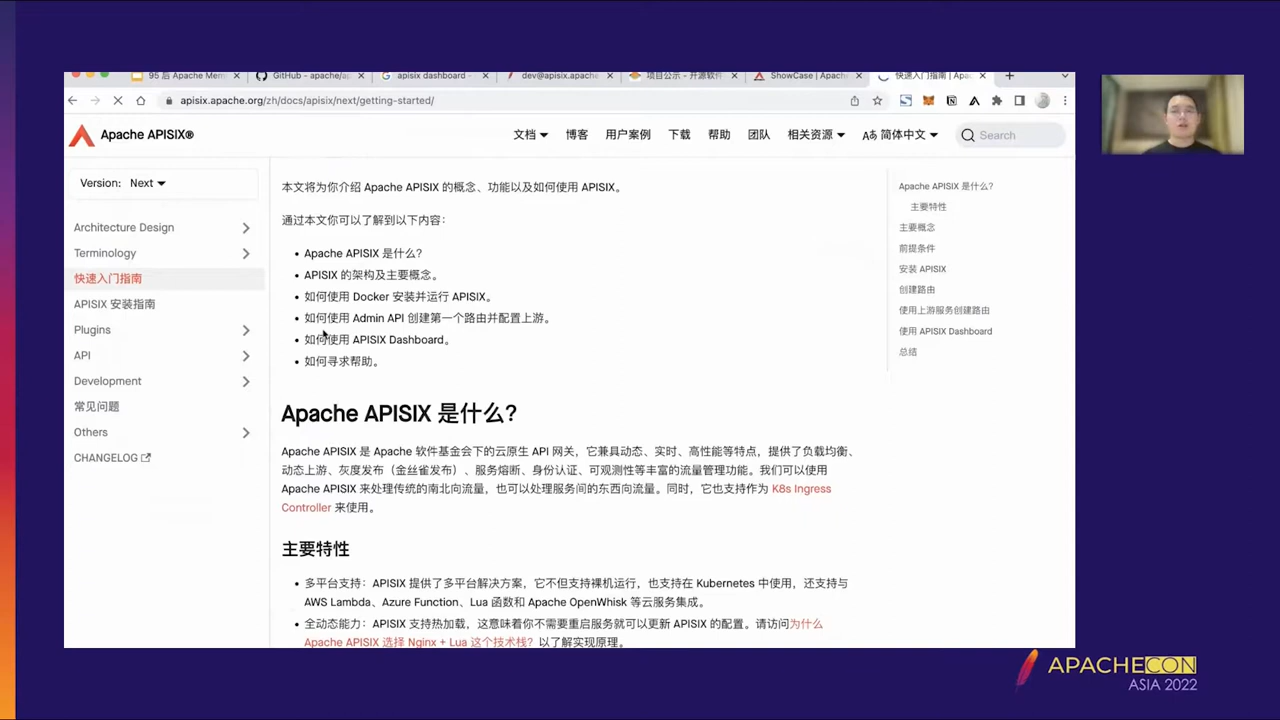 95 后 Apache Mem
GitHub - apache/ap
apisix dashboard -
dev@apisix.apache
项目公示 - 开源软件
ShowCase | Apache
快速入门指南 | Apac
apisix.apache.org/zh/docs/apisix/next/getting-started/
Apache APISIX®
文档
博客
用户案例
下载
帮助
团队
相关资源
简体中文
Search
Version: Next
Architecture Design
Terminology
快速入门指南
APISIX 安装指南
Plugins
API
Development
常见问题
Others
CHANGELOG
本文将为你介绍 Apache APISIX 的概念、功能以及如何使用 APISIX。
通过本文你可以了解到以下内容：
• Apache APISIX 是什么?
• APISIX 的架构及主要概念。
• 如何使用 Docker 安装并运行 APISIX。
• 如何使用 Admin API 创建第一个路由并配置上游。
• 如何使用 APISIX Dashboard。
• 如何寻求帮助。
Apache APISIX 是什么?
Apache APISIX 是 Apache 软件基金会下的云原生 API 网关，它兼具动态、实时、高性能等特点，提供了负载均衡、
动态上游、灰度发布（金丝雀发布）、服务熔断、身份认证、可观测性等丰富的流量管理功能。我们可以使用
Apache APISIX 来处理传统的南北向流量，也可以处理服务间的东西向流量。同时，它也支持作为 K8s Ingress
Controller 来使用。
主要特性
• 多平台支持：APISIX 提供了多平台解决方案，它不但支持裸机运行，也支持在 Kubernetes 中使用，还支持与
AWS Lambda、Azure Function、Lua 函数和 Apache OpenWhisk 等云服务集成。
• 全动态能力：APISIX 支持热加载，这意味着你不需要重启服务就可以更新 APISIX 的配置。请访问为什么
Apache APISIX 选择 Nginx + Lua 这个技术栈? 以了解实现原理。
Apache APISIX 是什么?
主要特性
主要概念
前提条件
安装 APISIX
创建路由
使用上游服务创建路由
使用 APISIX Dashboard
总结
APACHECON
ASIA 2022